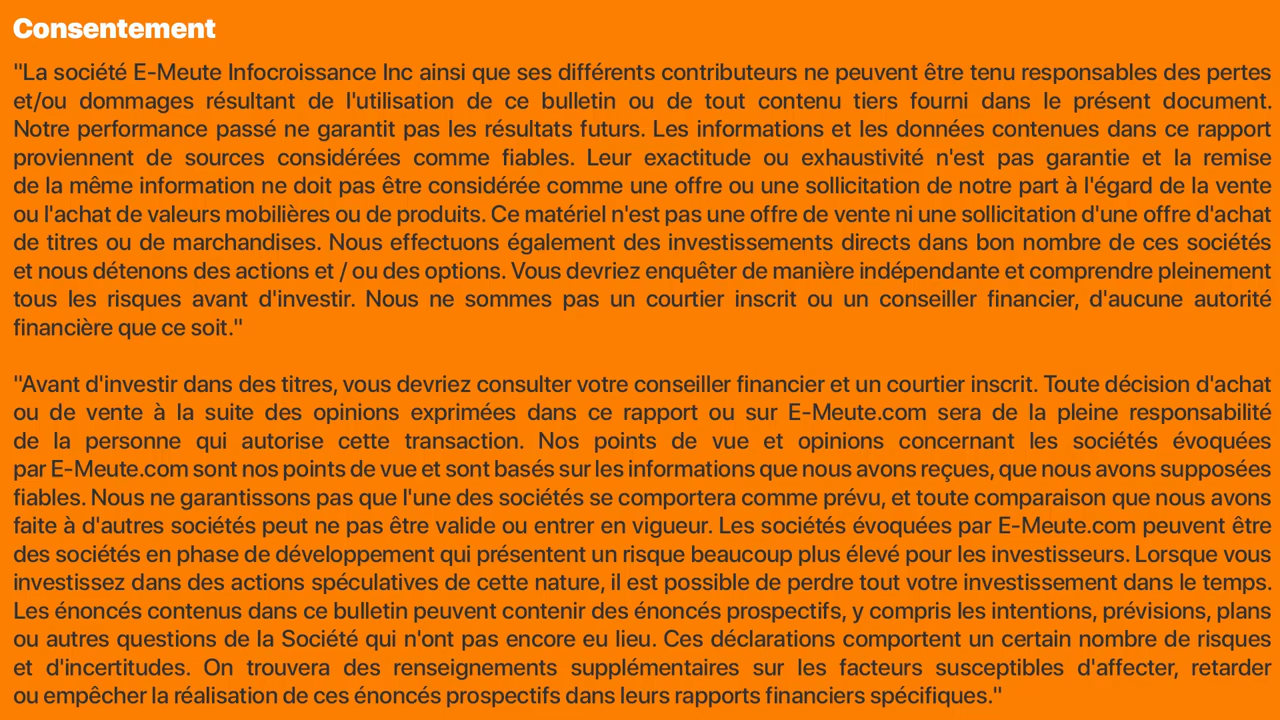 Consentement
"La société E-Meute Infocroissance Inc ainsi que ses différents contributeurs ne peuvent être tenu responsables des pertes
et/ou dommages résultant de l'utilisation de ce bulletin ou de tout contenu tiers fourni dans le présent document.
Notre performance passé ne garantit pas les résultats futurs. Les informations et les données contenues dans ce rapport
proviennent de sources considérées comme fiables. Leur exactitude ou exhaustivité n'est pas garantie et la remise
de la même information ne doit pas être considérée comme une offre ou une sollicitation de notre part à l'égard de la vente
ou l'achat de valeurs mobilières ou de produits. Ce matériel n'est pas une offre de vente ni une sollicitation d'une offre d'achat
de titres ou de marchandises. Nous effectuons également des investissements directs dans bon nombre de ces sociétés
et nous détenons des actions et / ou des options. Vous devriez enquêter de manière indépendante et comprendre pleinement
tous les risques avant d'investir. Nous ne sommes pas un courtier inscrit ou un conseiller financier, d'aucune autorité
financière que ce soit."
"Avant d'investir dans des titres, vous devriez consulter votre conseiller financier et un courtier inscrit. Toute décision d'achat
ou de vente à la suite des opinions exprimées dans ce rapport ou sur E-Meute.com sera de la pleine responsabilité
de la personne qui autorise cette transaction. Nos points de vue et opinions concernant les sociétés évoquées
par E-Meute.com sont nos points de vue et sont basés sur les informations que nous avons reçues, que nous avons supposées
fiables. Nous ne garantissons pas que l'une des sociétés se comportera comme prévu, et toute comparaison que nous avons
faite à d'autres sociétés peut ne pas être valide ou entrer en vigueur. Les sociétés évoquées par E-Meute.com peuvent être
des sociétés en phase de développement qui présentent un risque beaucoup plus élevé pour les investisseurs. Lorsque vous
investissez dans des actions spéculatives de cette nature, il est possible de perdre tout votre investissement dans le temps.
Les énoncés contenus dans ce bulletin peuvent contenir des énoncés prospectifs, y compris les intentions, prévisions, plans
ou autres questions de la Société qui n'ont pas encore eu lieu. Ces déclarations comportent un certain nombre de risques
et d'incertitudes. On trouvera des renseignements supplémentaires sur les facteurs susceptibles d'affecter, retarder
ou empêcher la réalisation de ces énoncés prospectifs dans leurs rapports financiers spécifiques."